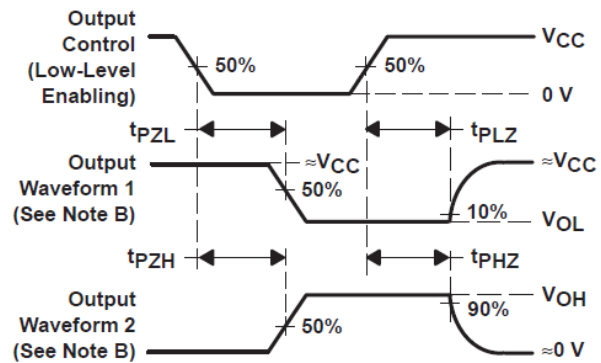 Output
Control
(Low-Level
Enabling)
50%
50%
VCC
0 V
tPZL
tPLZ
Output
Waveform 1
(See Note B)
≈VCC
50%
≈VCC
10%
VOL
tPZH
tPHZ
Output
Waveform 2
(See Note B)
50%
VOH
90%
≈0 V